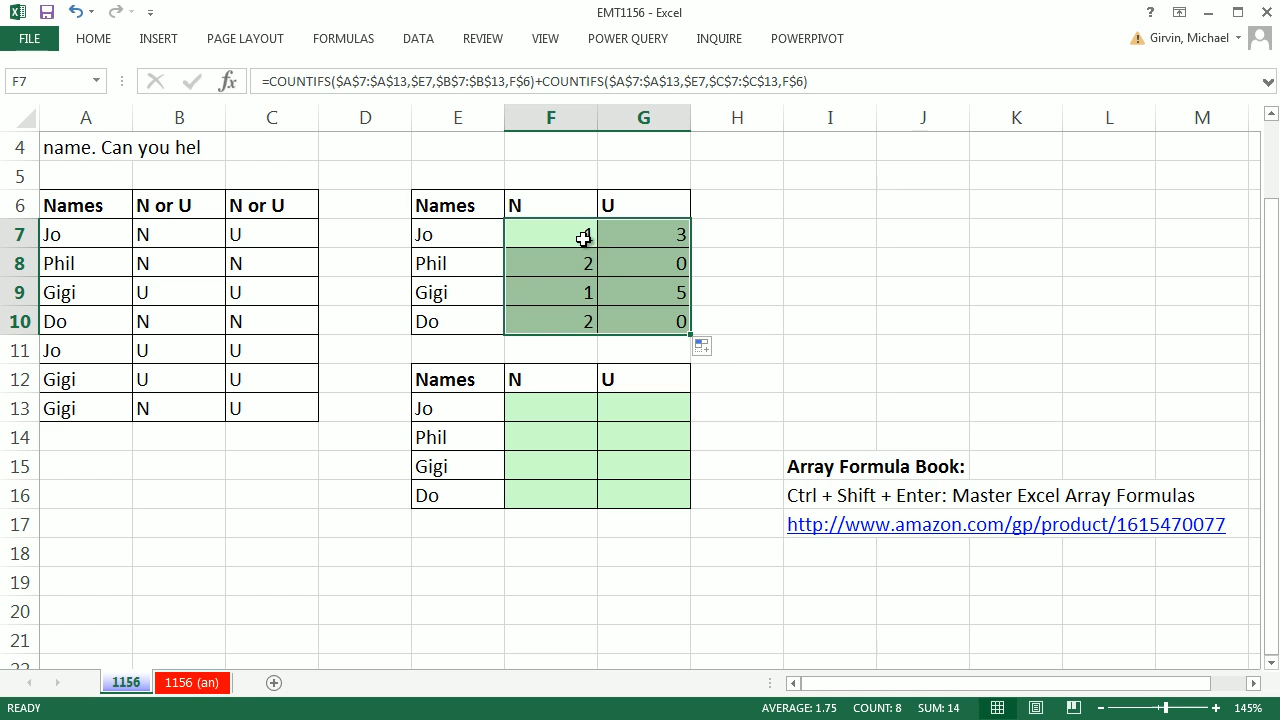 EMT1156 - Excel
FILE HOME INSERT PAGE LAYOUT FORMULAS DATA REVIEW VIEW POWER QUERY INQUIRE POWERPIVOT Girvin, Michael
F7 fx =COUNTIFS($A$7:$A$13,$E7,$B$7:$B$13,F$6)+COUNTIFS($A$7:$A$13,$E7,$C$7:$C$13,F$6)
A B C D E F G H I J K L M
4 name. Can you hel
5
6 Names N or U N or U Names N U
7 Jo N U Jo 1 3
8 Phil N N Phil 2 0
9 Gigi U U Gigi 1 5
10 Do N N Do 2 0
11 Jo U U
12 Gigi U U Names N U
13 Gigi N U Jo
14 Phil
15 Gigi Array Formula Book:
16 Do Ctrl + Shift + Enter: Master Excel Array Formulas
17 http://www.amazon.com/gp/product/1615470077
18
19
20
21
22
1156 1156 (an)
READY AVERAGE: 1.75 COUNT: 8 SUM: 14 145%